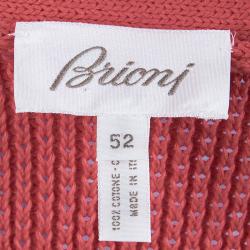 Brioni
52
100% COTONE - C
MADE IN IT